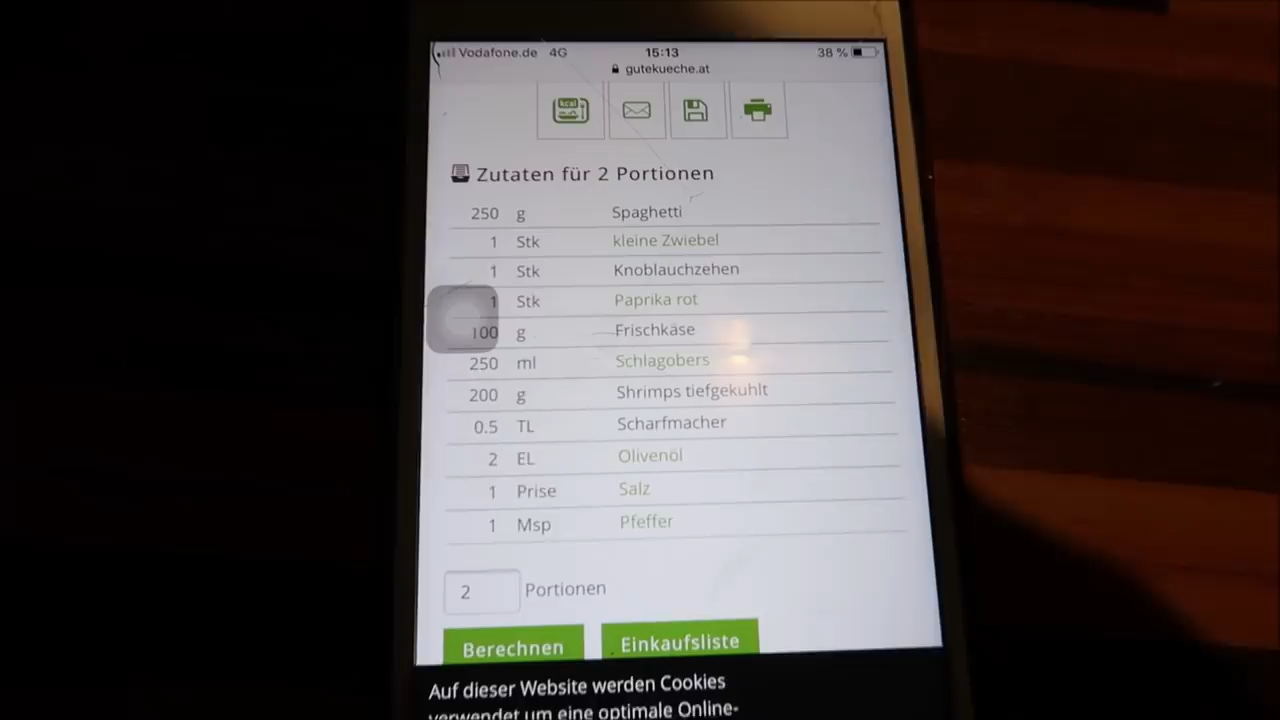 Vodafone.de 4G 15:13 38 %
gutekueche.at
kcal
Zutaten für 2 Portionen
250 g Spaghetti
1 Stk kleine Zwiebel
1 Stk Knoblauchzehen
1 Stk Paprika rot
100 g Frischkäse
250 ml Schlagobers
200 g Shrimps tiefgekühlt
0.5 TL Scharfmacher
2 EL Olivenöl
1 Prise Salz
1 Msp Pfeffer
2 Portionen
Berechnen Einkaufsliste
Auf dieser Website werden Cookies
verwendet um eine optimale Online-